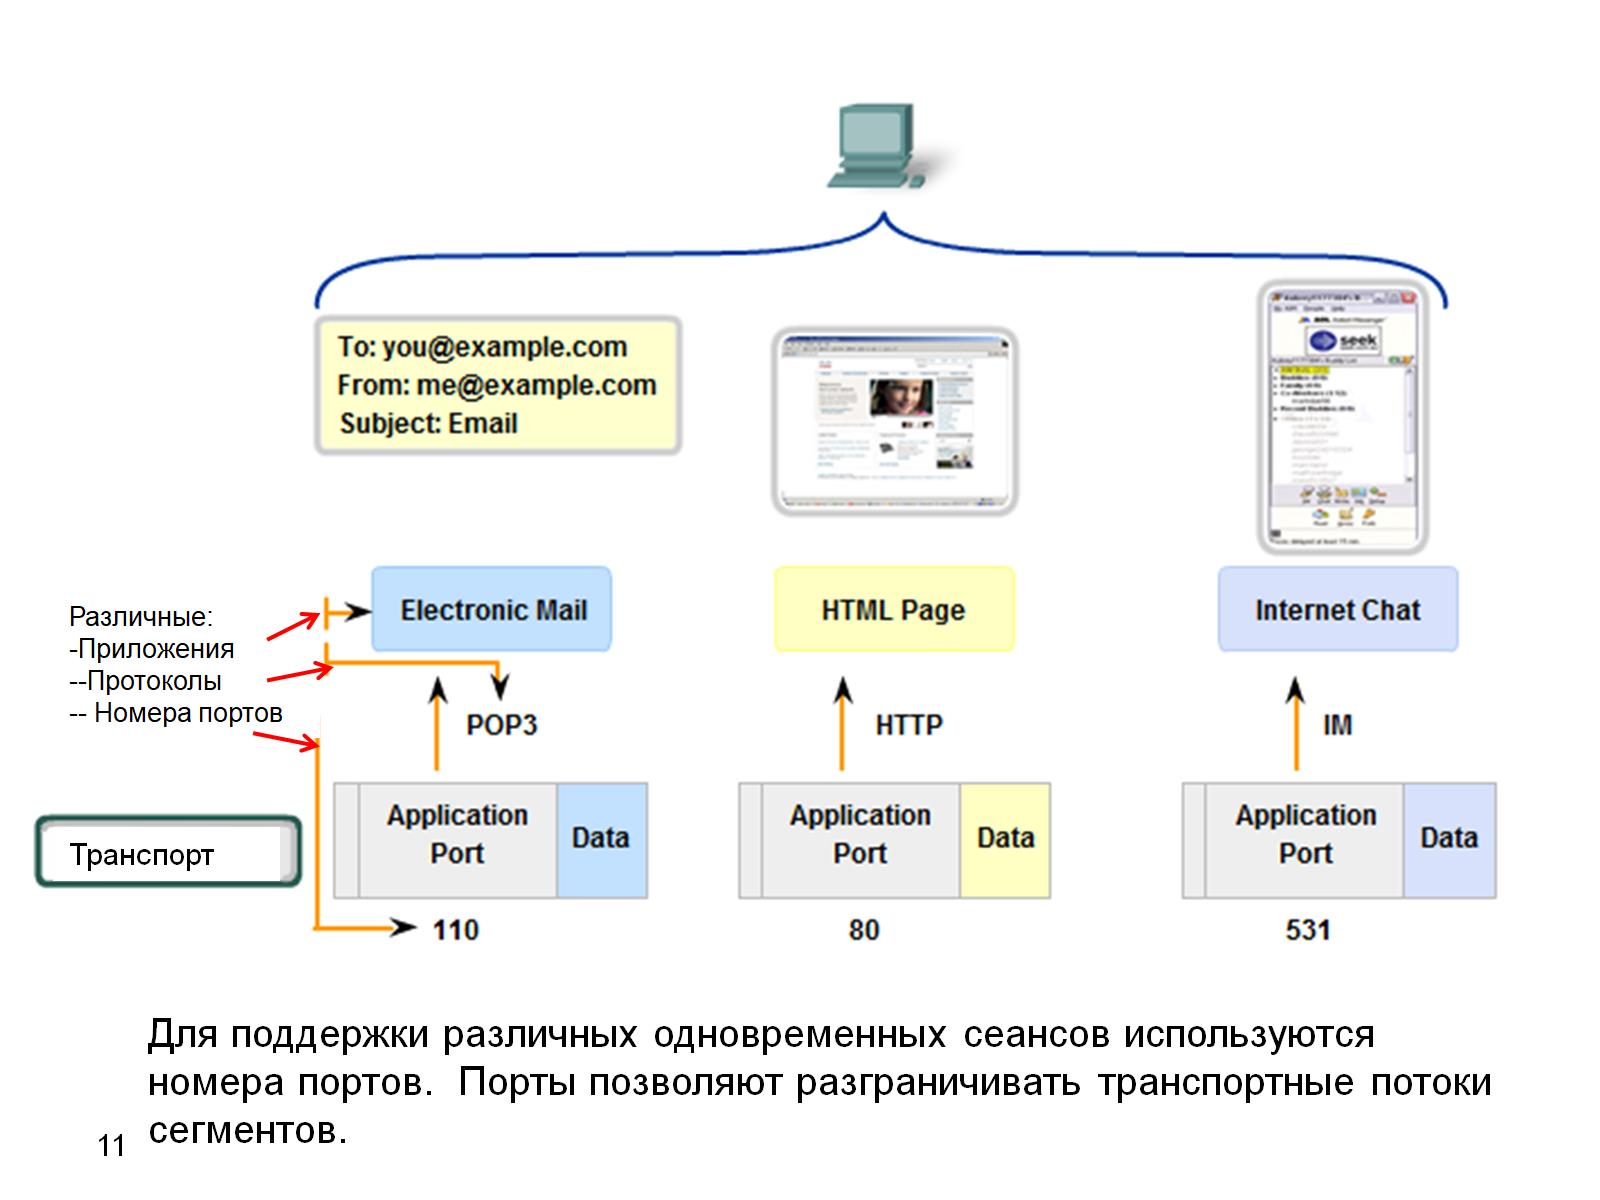 To: you@example.com
From: me@example.com
Subject: Email
seek
Различные:
-Приложения
--Протоколы
-- Номера портов
Electronic Mail
HTML Page
Internet Chat
POP3
HTTP
IM
Транспорт
Application
Port
Data
Application
Port
Data
Application
Port
Data
110
80
531
Для поддержки различных одновременных сеансов используются
номера портов. Порты позволяют разграничивать транспортные потоки
сегментов.
11